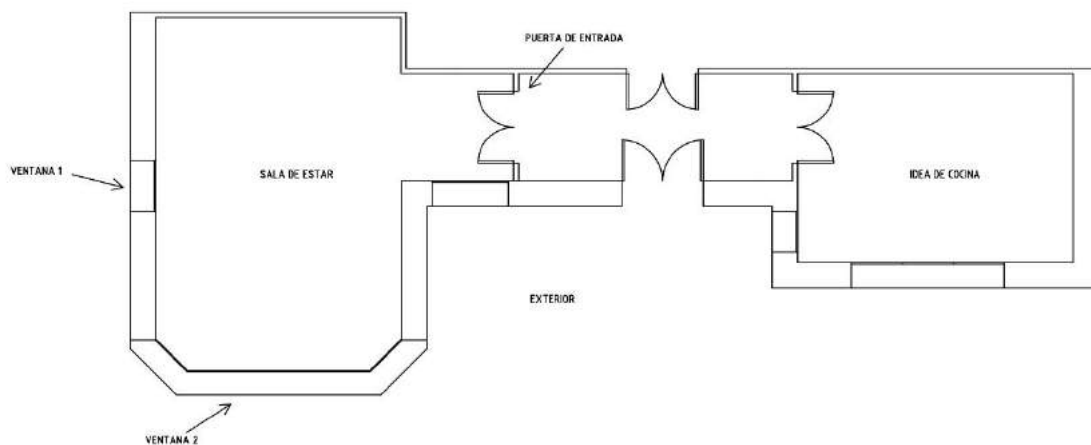 PUERTA DE ENTRADA
VENTANA 1
SALA DE ESTAR
IDEA DE COCINA
EXTERIOR
VENTANA 2